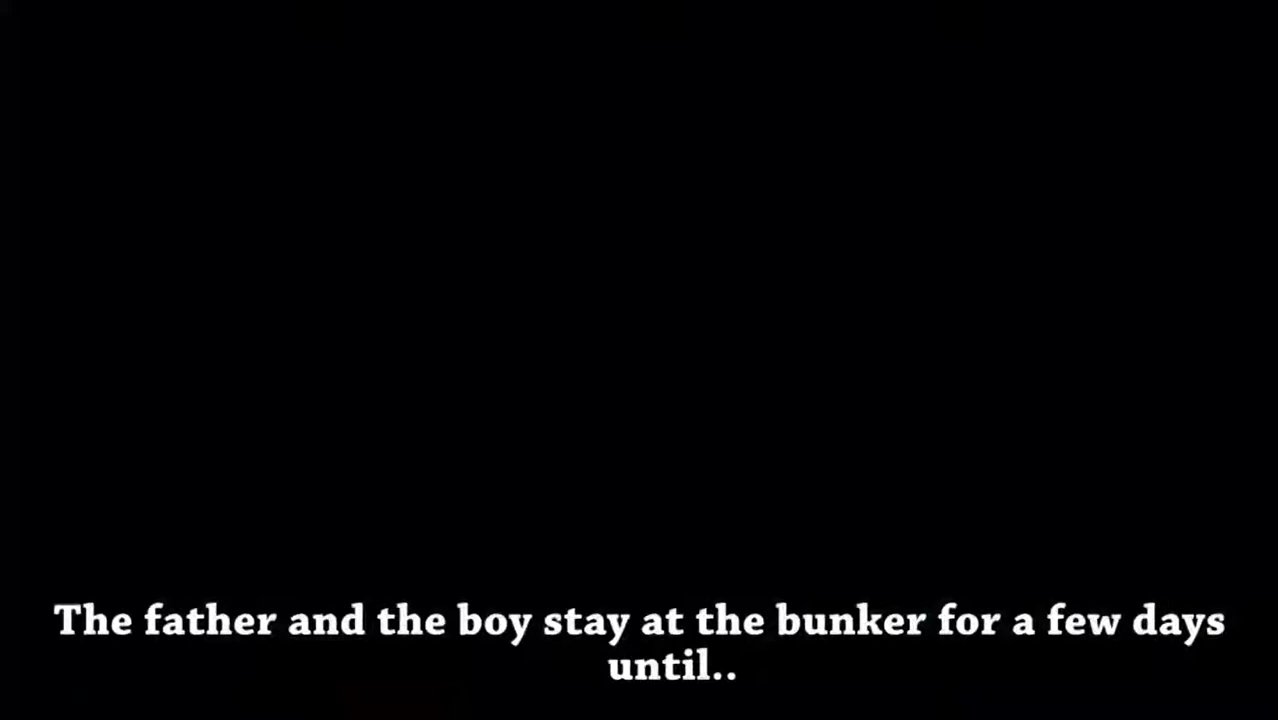 The father and the boy stay at the bunker for a few days
until..